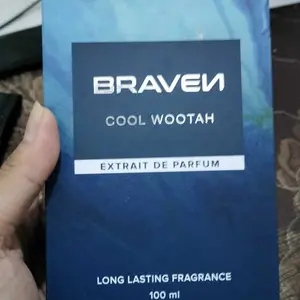 BRAVEN
COOL WOOTAH
EXTRAIT DE PARFUM
LONG LASTING FRAGRANCE
100 ml